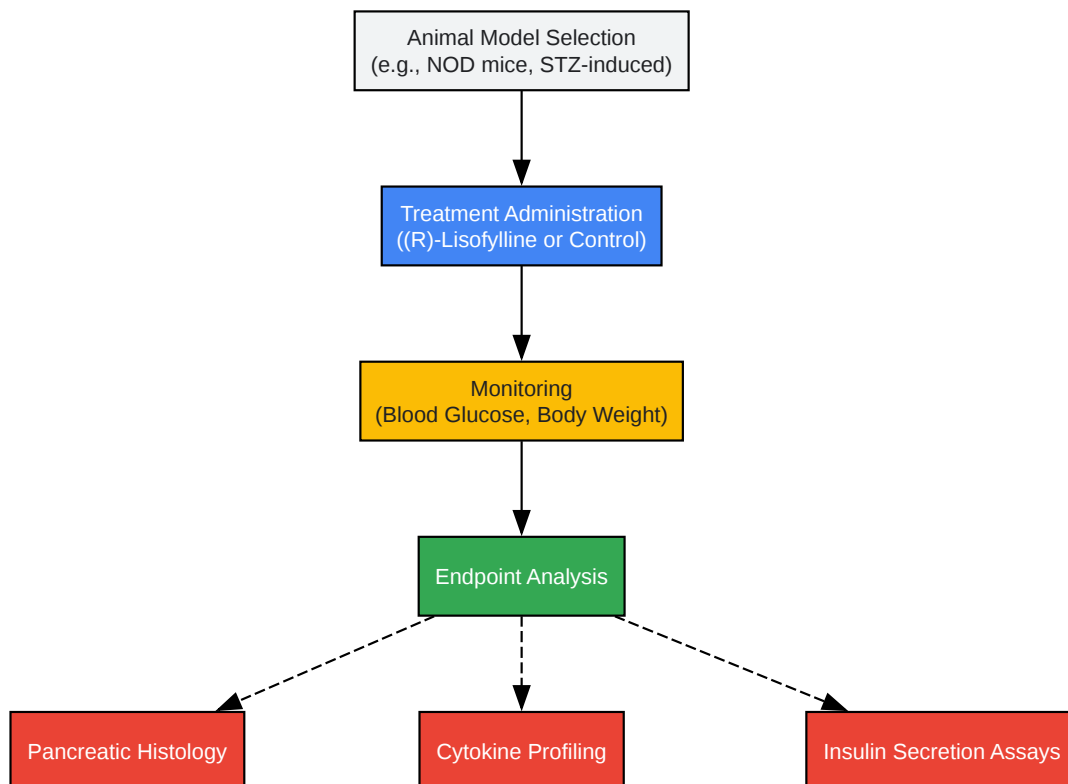 Animal Model Selection
(e.g., NOD mice, STZ-induced)
Treatment Administration
((R)-Lisofylline or Control)
Monitoring
(Blood Glucose, Body Weight)
Endpoint Analysis
Pancreatic Histology
Cytokine Profiling
Insulin Secretion Assays